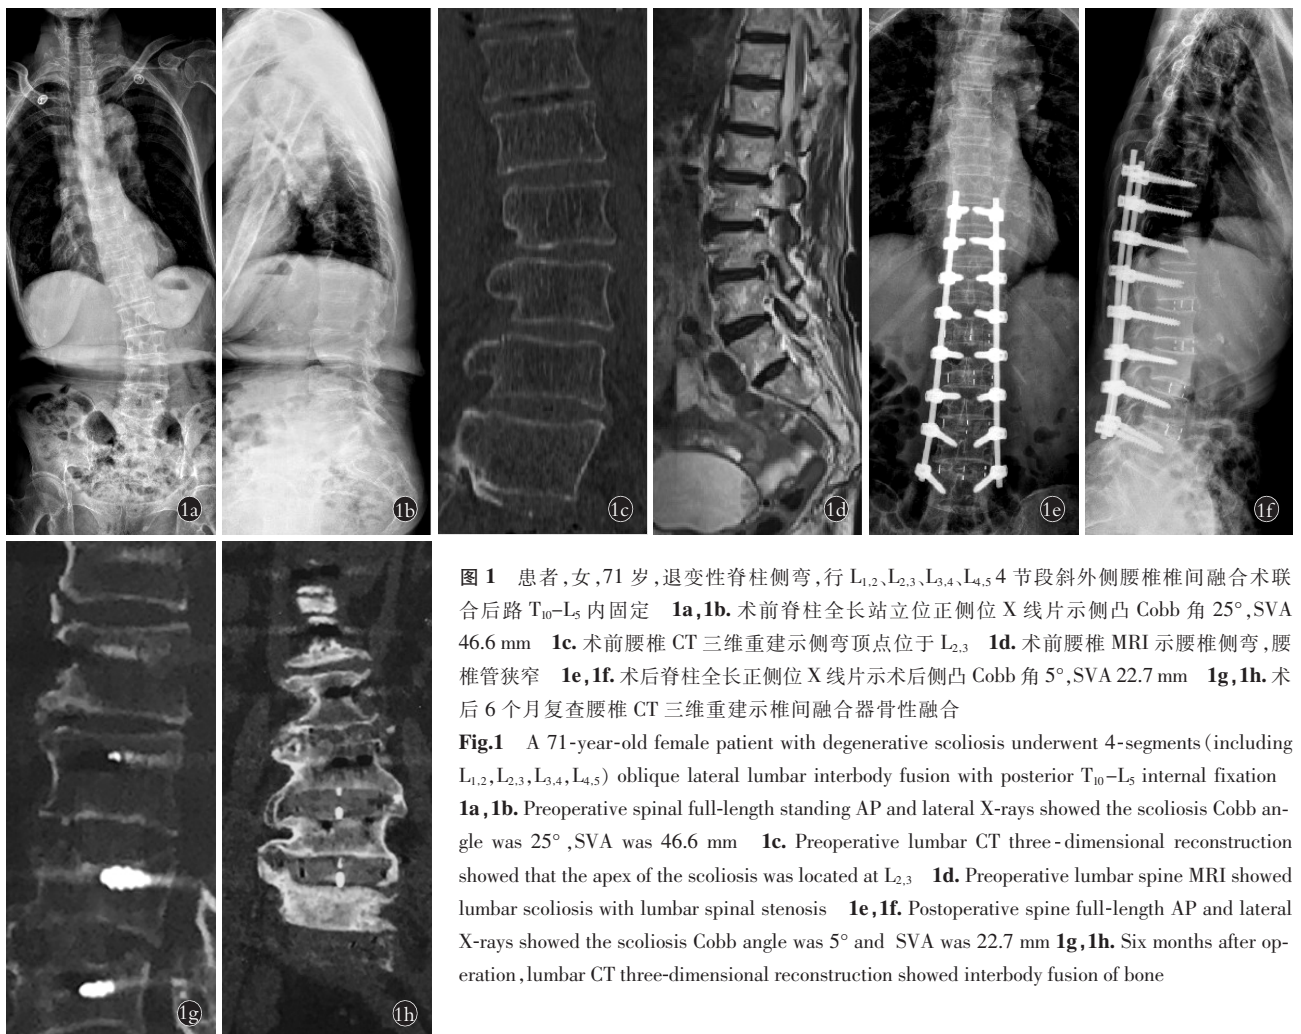 1a
1b
1c
1d
1e
1f
1g
1h
图 1 患者,女,71 岁,退变性脊柱侧弯,行 L1,2、L2,3、L3,4、L4,5 4 节段斜外侧腰椎椎间融合术联
合后路 T10-L5 内固定 1a,1b. 术前脊柱全长站立位正侧位 X 线片示侧凸 Cobb 角 25°,SVA
46.6 mm 1c. 术前腰椎 CT 三维重建示侧弯顶点位于 L2,3 1d. 术前腰椎 MRI 示腰椎侧弯,腰
椎管狭窄 1e,1f. 术后脊柱全长正侧位 X 线片示术后侧凸 Cobb 角 5°,SVA 22.7 mm 1g,1h. 术
后 6 个月复查腰椎 CT 三维重建示椎间融合器骨性融合
Fig.1 A 71-year-old female patient with degenerative scoliosis underwent 4-segments (including
L1,2, L2,3, L3,4, L4,5) oblique lateral lumbar interbody fusion with posterior T10-L5 internal fixation
1a,1b. Preoperative spinal full-length standing AP and lateral X-rays showed the scoliosis Cobb an-
gle was 25°, SVA was 46.6 mm 1c. Preoperative lumbar CT three-dimensional reconstruction
showed that the apex of the scoliosis was located at L2,3 1d. Preoperative lumbar spine MRI showed
lumbar scoliosis with lumbar spinal stenosis 1e,1f. Postoperative spine full-length AP and lateral
X-rays showed the scoliosis Cobb angle was 5° and SVA was 22.7 mm 1g,1h. Six months after op-
eration, lumbar CT three-dimensional reconstruction showed interbody fusion of bone